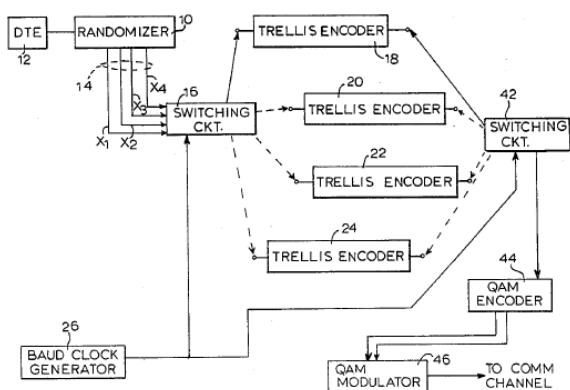 DTE
12
RANDOMIZER
10
14
X1
X2
X3
X4
16
SWITCHING
CKT.
TRELLIS ENCODER
18
20
TRELLIS ENCODER
22
TRELLIS ENCODER
24
TRELLIS ENCODER
42
SWITCHING
CKT.
44
QAM
ENCODER
26
BAUD CLOCK
GENERATOR
46
QAM
MODULATOR
TO COMM
CHANNEL